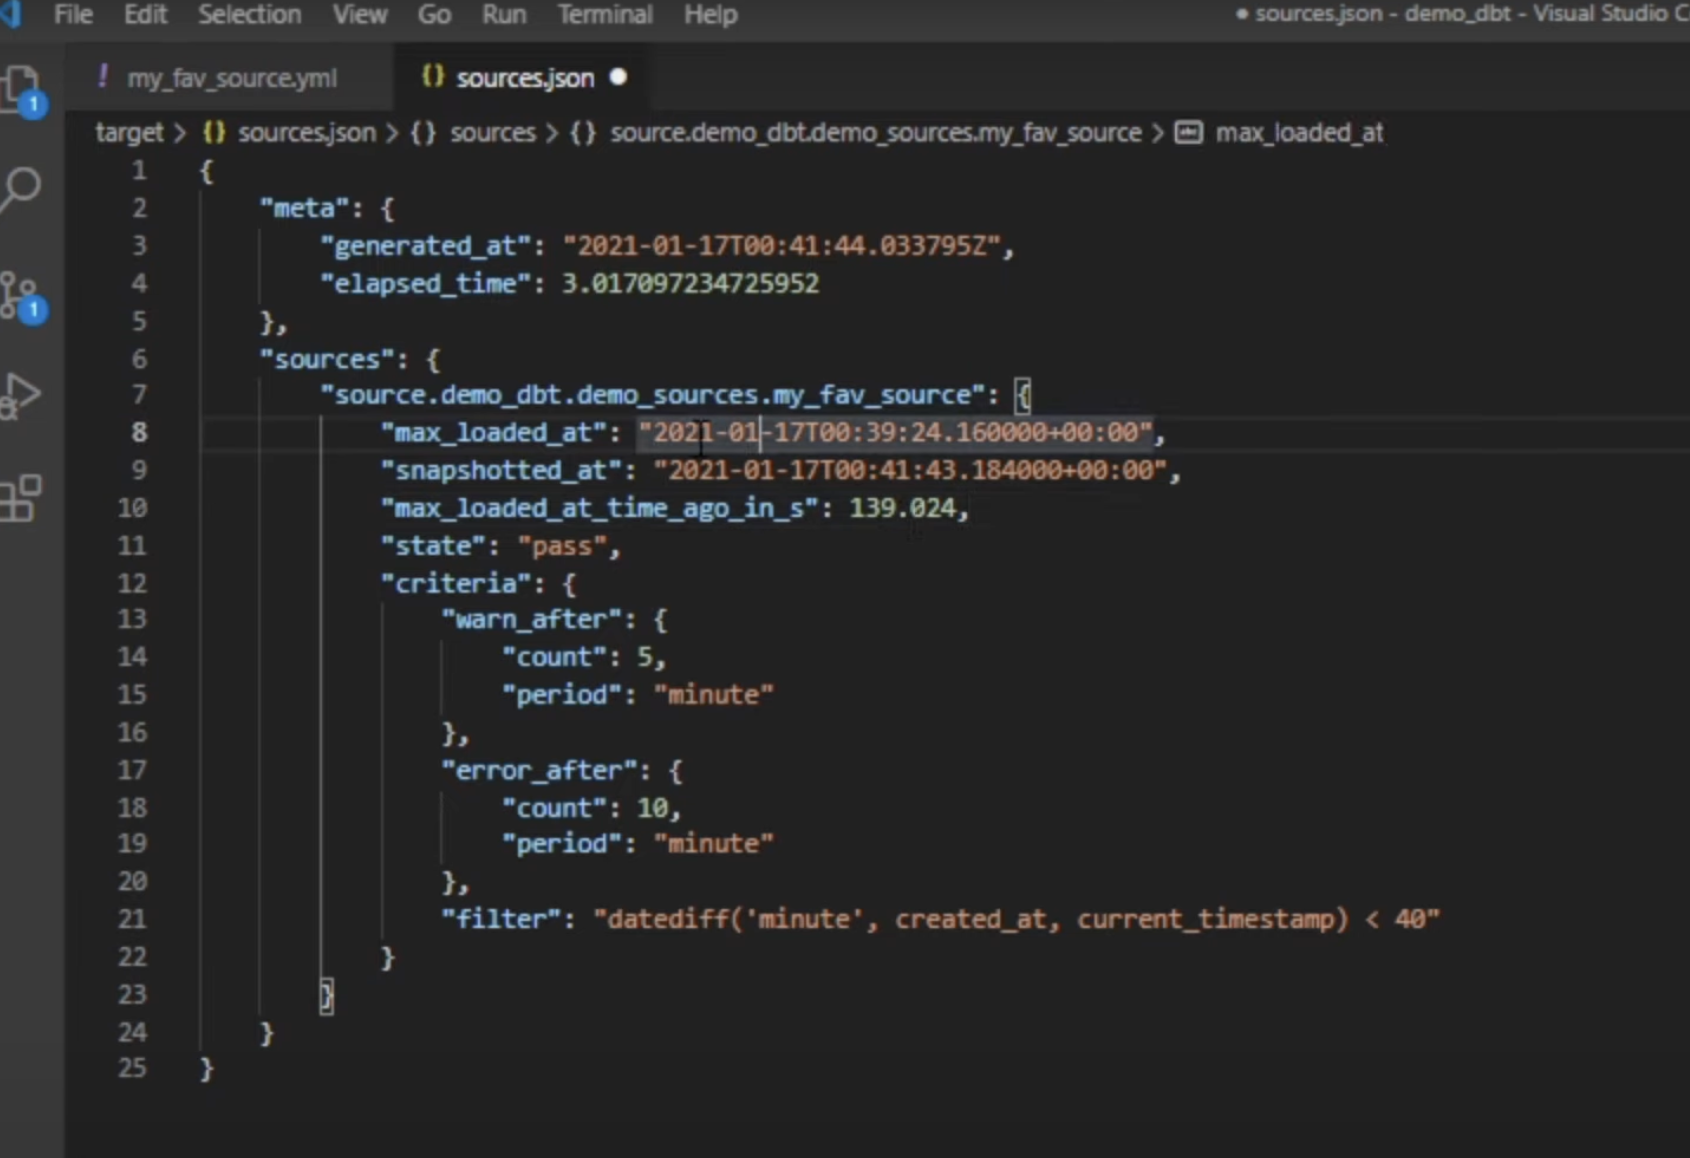 File Edit Selection View Go Run Terminal Help
● sources.json - demo_dbt - Visual Studio C
! my_fav_source.yml
{} sources.json ●
target > {} sources.json > {} sources > {} source.demo_dbt.demo_sources.my_fav_source > max_loaded_at
1 {
2 "meta": {
3 "generated_at": "2021-01-17T00:41:44.033795Z",
4 "elapsed_time": 3.017097234725952
5 },
6 "sources": {
7 "source.demo_dbt.demo_sources.my_fav_source": {
8 "max_loaded_at": "2021-01-17T00:39:24.160000+00:00",
9 "snapshotted_at": "2021-01-17T00:41:43.184000+00:00",
10 "max_loaded_at_time_ago_in_s": 139.024,
11 "state": "pass",
12 "criteria": {
13 "warn_after": {
14 "count": 5,
15 "period": "minute"
16 },
17 "error_after": {
18 "count": 10,
19 "period": "minute"
20 },
21 "filter": "datediff('minute', created_at, current_timestamp) < 40"
22 }
23 }
24 }
25 }
1
1